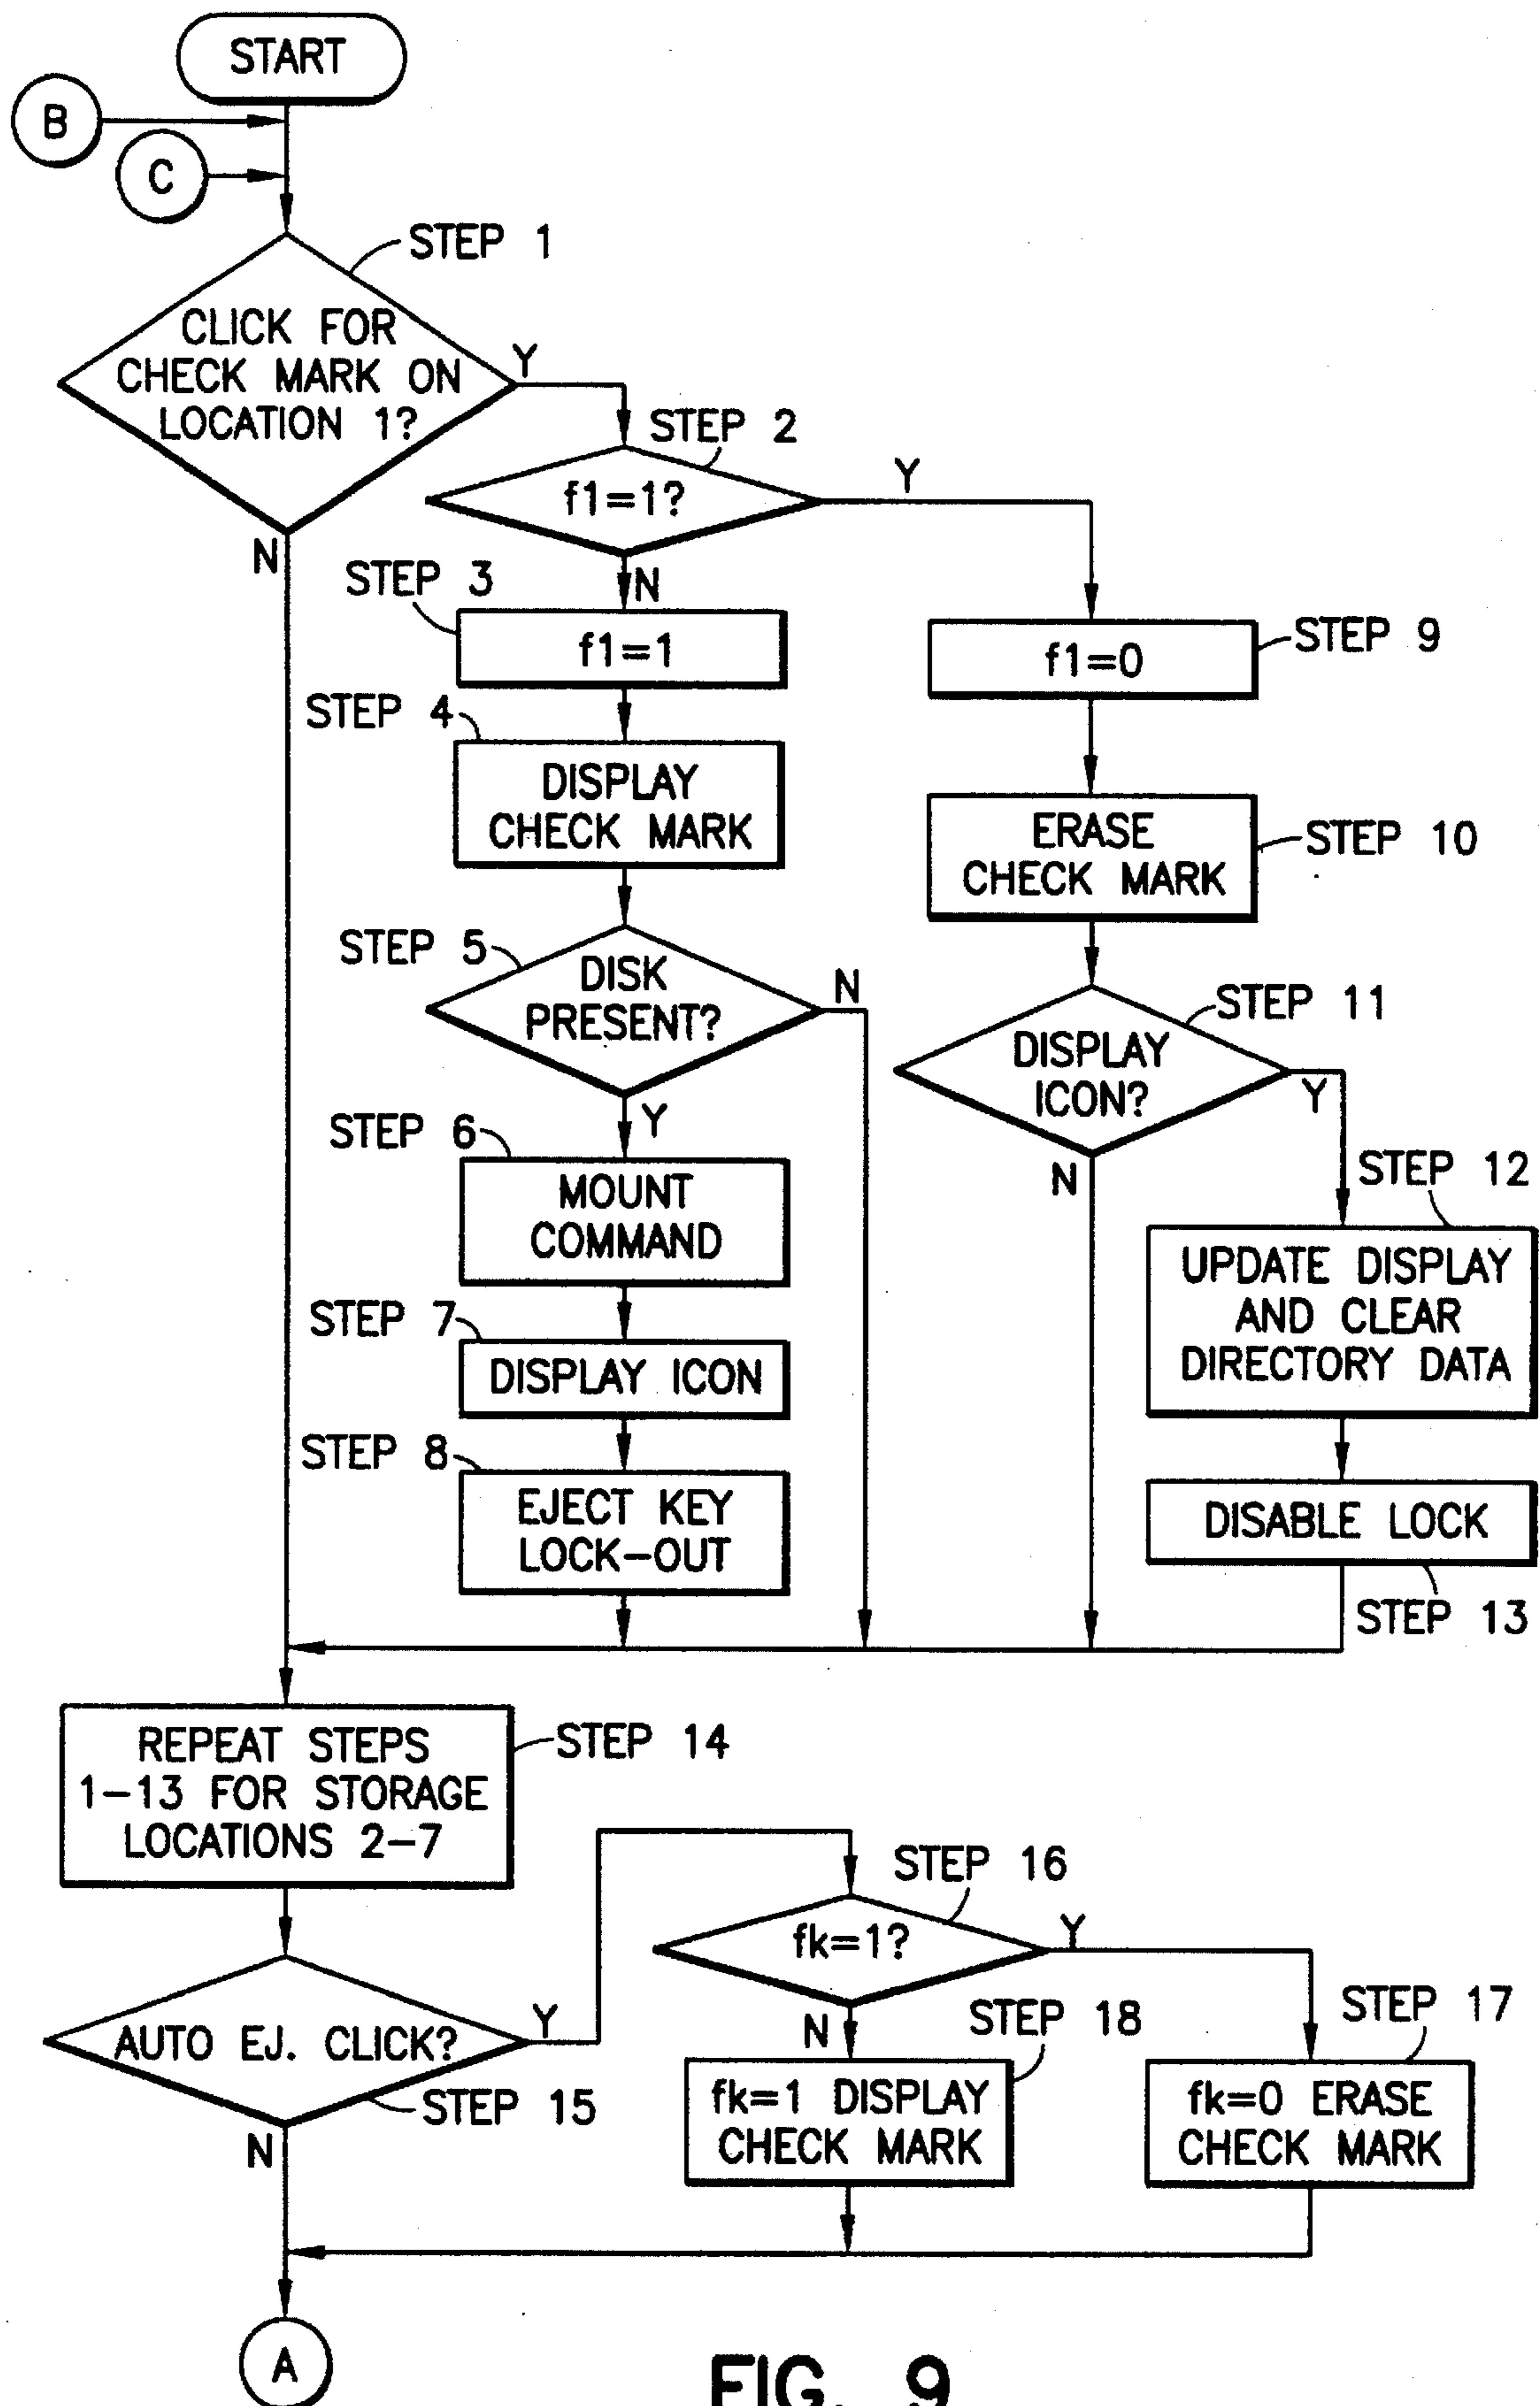 START
B
C
STEP 1
CLICK FOR
CHECK MARK ON
LOCATION 1?
Y
N
STEP 2
f1=1?
Y
N
STEP 3
f1=1
STEP 9
f1=0
STEP 4
DISPLAY
CHECK MARK
STEP 10
ERASE
CHECK MARK
STEP 5
DISK
PRESENT?
N
Y
STEP 11
DISPLAY
ICON?
Y
N
STEP 6
MOUNT
COMMAND
STEP 12
UPDATE DISPLAY
AND CLEAR
DIRECTORY DATA
STEP 7
DISPLAY ICON
STEP 8
EJECT KEY
LOCK-OUT
DISABLE LOCK
STEP 13
REPEAT STEPS
1-13 FOR STORAGE
LOCATIONS 2-7
STEP 14
AUTO EJ. CLICK?
Y
STEP 15
N
STEP 16
fk=1?
Y
N
STEP 18
fk=1 DISPLAY
CHECK MARK
STEP 17
fk=0 ERASE
CHECK MARK
A
FIG. 9